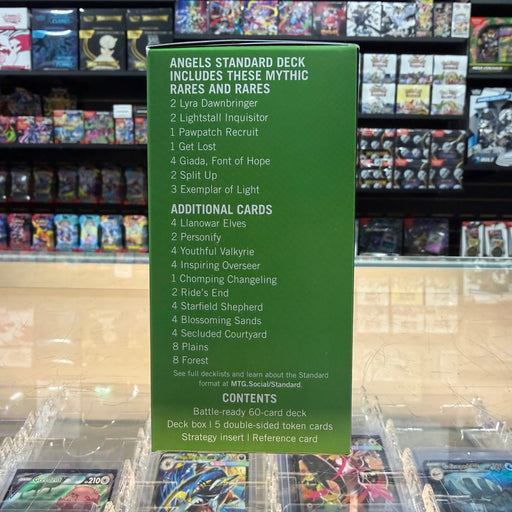 ANGELS STANDARD DECK
INCLUDES THESE MYTHIC
RARES AND RARES
2 Lyra Dawnbringer
2 Lightstall Inquisitor
1 Pawpatch Recruit
1 Get Lost
4 Giada, Font of Hope
2 Split Up
3 Exemplar of Light
ADDITIONAL CARDS
4 Llanowar Elves
2 Personify
4 Youthful Valkyrie
4 Inspiring Overseer
1 Chomping Changeling
2 Ride's End
4 Starfield Shepherd
4 Blossoming Sands
4 Secluded Courtyard
8 Plains
8 Forest
See full decklists and learn about the Standard
format at MTG.Social/Standard.
CONTENTS
Battle-ready 60-card deck
Deck box | 5 double-sided token cards
Strategy insert | Reference card
210